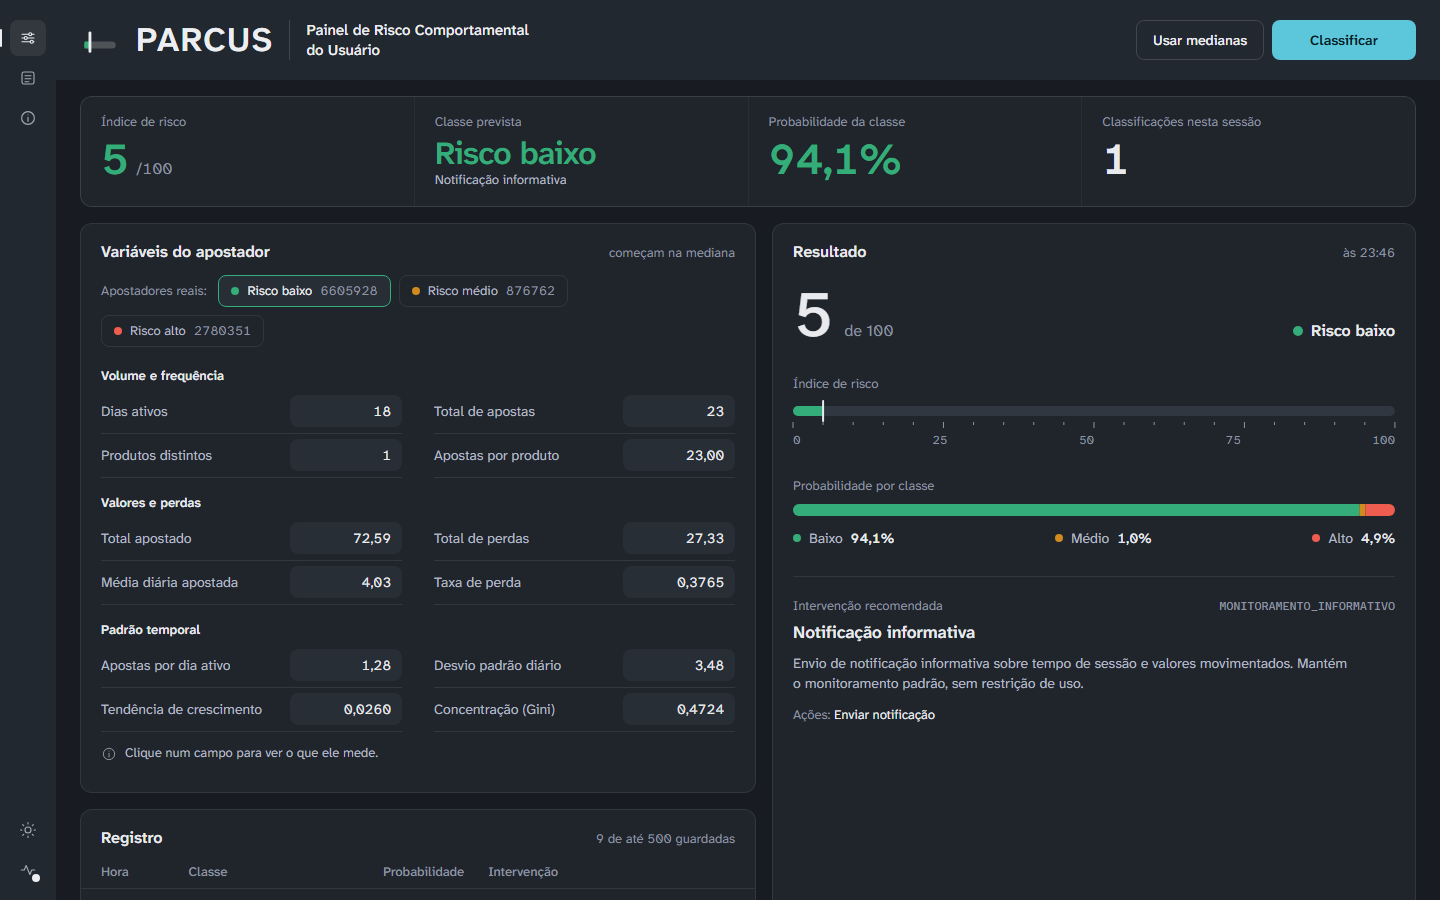 PARCUS
Painel de Risco Comportamental
do Usuário
Usar medianas
Classificar
Índice de risco
5 /100
Classe prevista
Risco baixo
Notificação informativa
Probabilidade da classe
94,1%
Classificações nesta sessão
1
Variáveis do apostador
começam na mediana
Apostadores reais:
Risco baixo 6605928
Risco médio 876762
Risco alto 2780351
Volume e frequência
Dias ativos 18
Total de apostas 23
Produtos distintos 1
Apostas por produto 23,00
Valores e perdas
Total apostado 72,59
Total de perdas 27,33
Média diária apostada 4,03
Taxa de perda 0,3765
Padrão temporal
Apostas por dia ativo 1,28
Desvio padrão diário 3,48
Tendência de crescimento 0,0260
Concentração (Gini) 0,4724
Clique num campo para ver o que ele mede.
Registro
9 de até 500 guardadas
Hora Classe Probabilidade Intervenção
Resultado
às 23:46
5 de 100
Risco baixo
Índice de risco
0 25 50 75 100
Probabilidade por classe
Baixo 94,1%
Médio 1,0%
Alto 4,9%
Intervenção recomendada
MONITORAMENTO_INFORMATIVO
Notificação informativa
Envio de notificação informativa sobre tempo de sessão e valores movimentados. Mantém
o monitoramento padrão, sem restrição de uso.
Ações: Enviar notificação